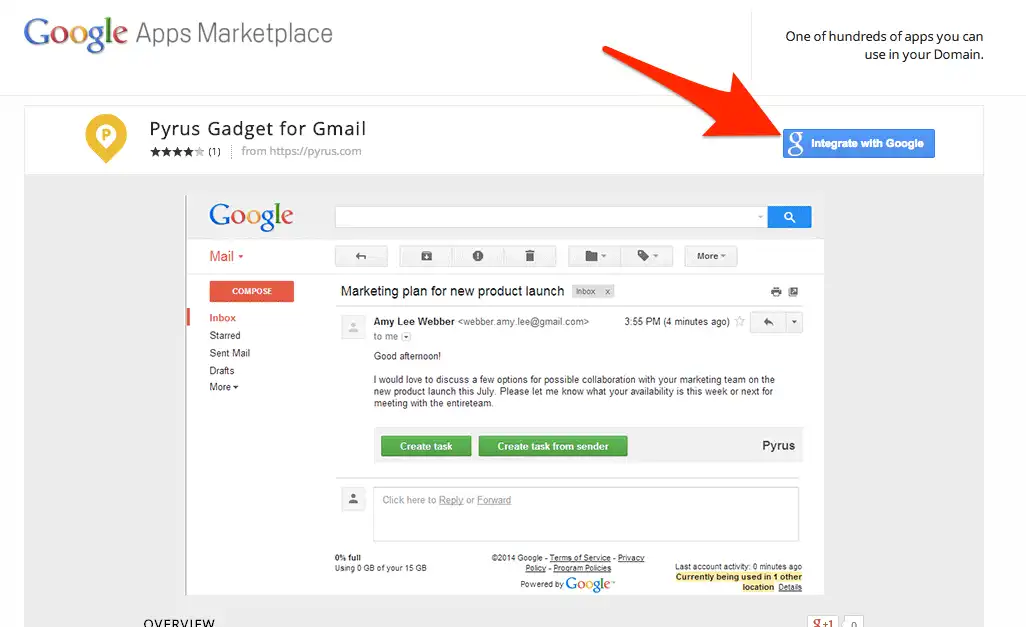 Google Apps Marketplace
One of hundreds of apps you can
use in your Domain.
P
Pyrus Gadget for Gmail
(1)
from https://pyrus.com
g Integrate with Google
Google
Mail
More
COMPOSE
Marketing plan for new product launch
Inbox x
Inbox
Starred
Sent Mail
Drafts
More
Amy Lee Webber <webber.amy.lee@gmail.com>
3:55 PM (4 minutes ago)
to me
Good afternoon!
I would love to discuss a few options for possible collaboration with your marketing team on the
new product launch this July. Please let me know what your availability is this week or next for
meeting with the entireteam.
Create task
Create task from sender
Pyrus
Click here to Reply or Forward
0% full
Using 0 GB of your 15 GB
©2014 Google - Terms of Service - Privacy
Policy - Program Policies
Powered by Google™
Last account activity: 0 minutes ago
Currently being used in 1 other
location Details
OVERVIEW
g+1 0